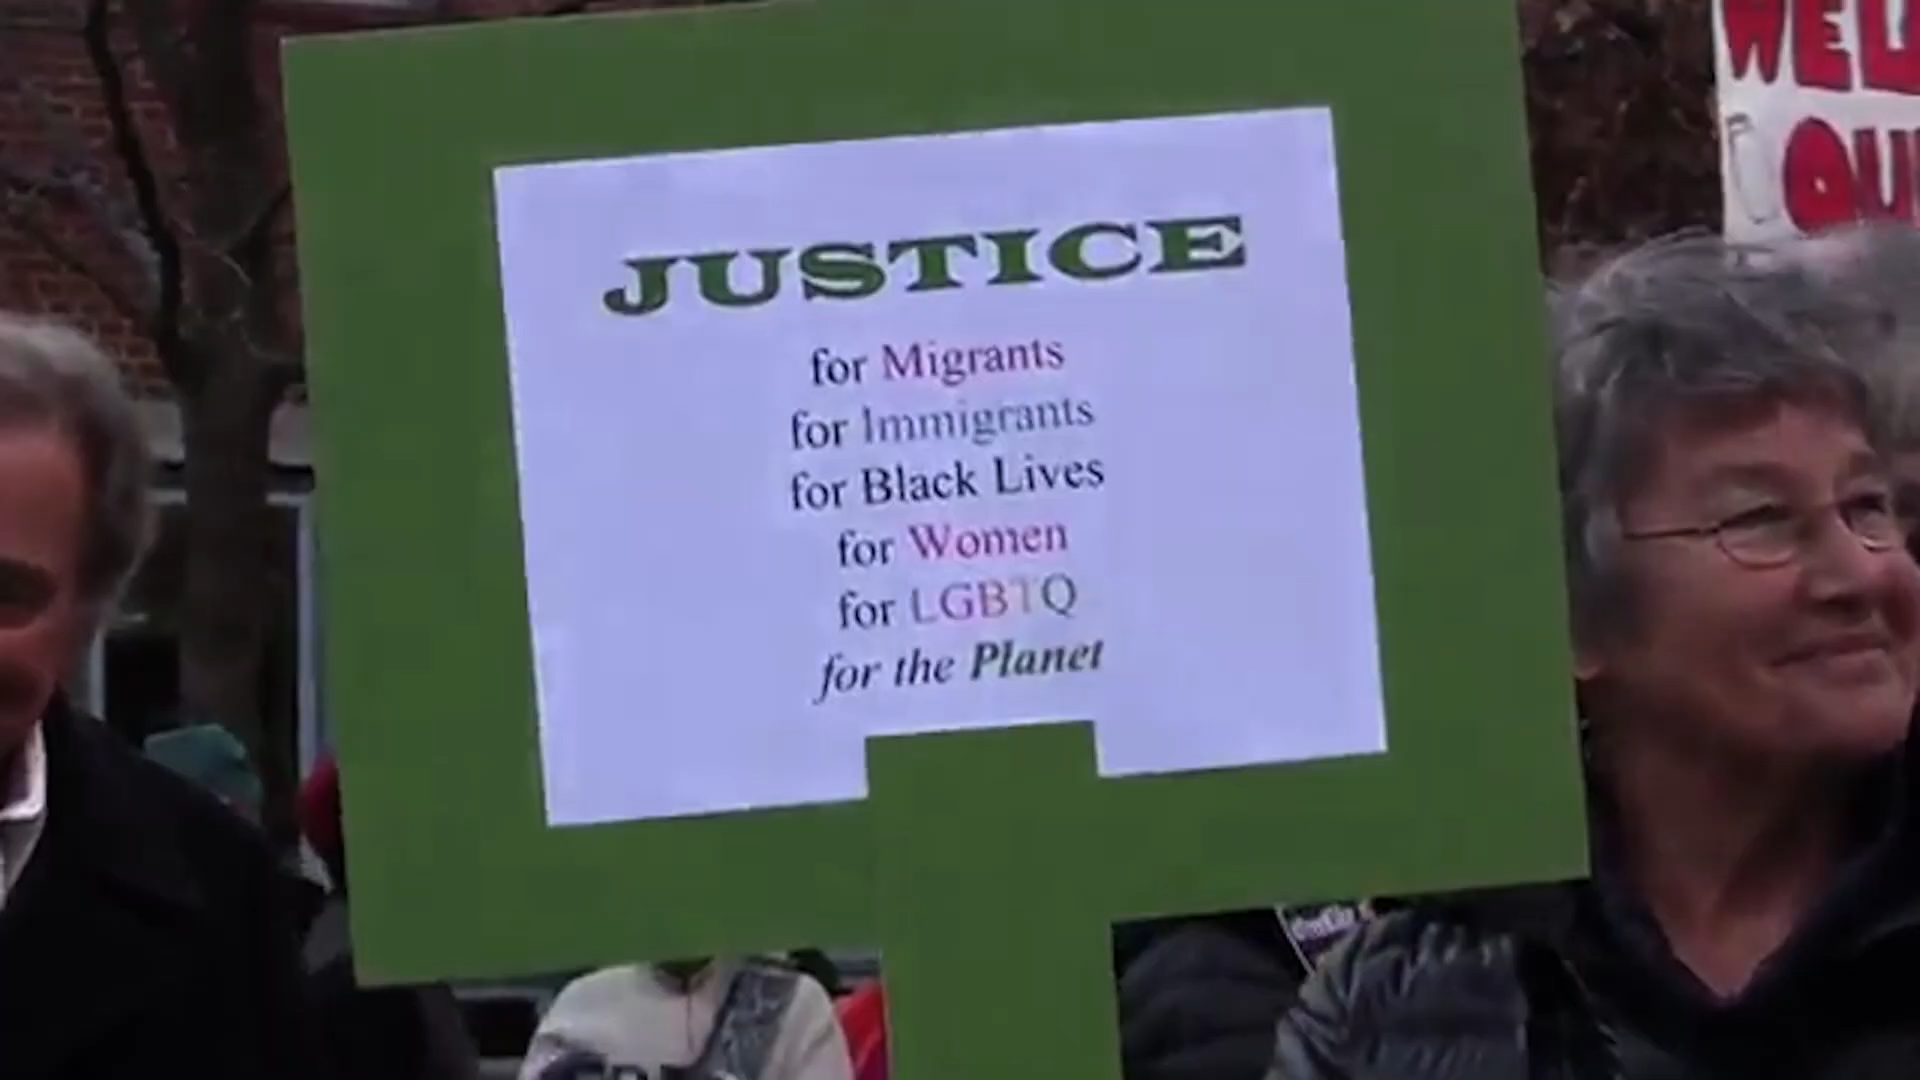 JUSTICE
for Migrants
for Immigrants
for Black Lives
for Women
for LGBTQ
for the Planet